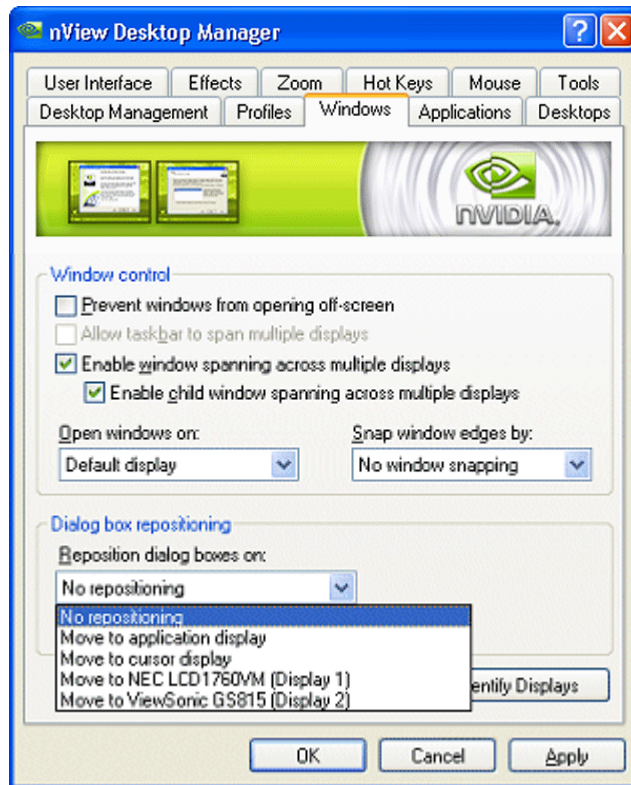 nView Desktop Manager
User Interface Effects Zoom Hot Keys Mouse Tools
Desktop Management Profiles Windows Applications Desktops
NVIDIA.
Window control
Prevent windows from opening off-screen
Allow taskbar to span multiple displays
Enable window spanning across multiple displays
Enable child window spanning across multiple displays
Open windows on: Snap window edges by:
Default display No window snapping
Dialog box repositioning
Reposition dialog boxes on:
No repositioning
No repositioning
Move to application display
Move to cursor display
Move to NEC LCD1760VM (Display 1)
Move to ViewSonic GS815 (Display 2)
entify Displays
OK Cancel Apply